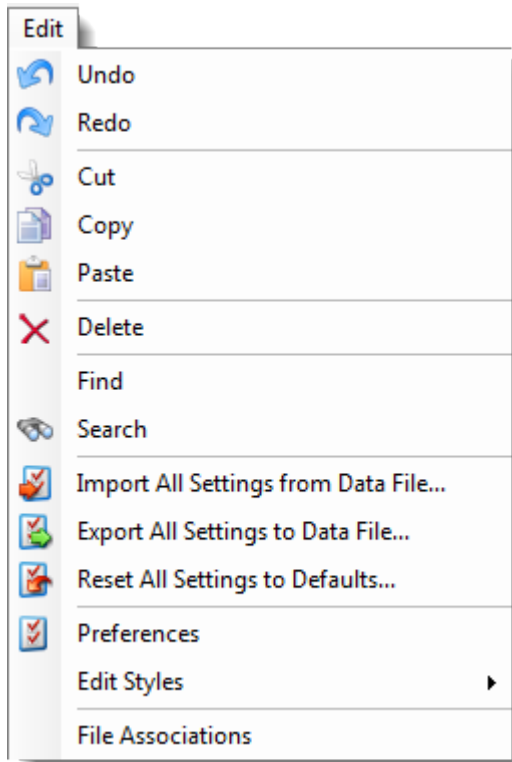 Edit
Undo
Redo
Cut
Copy
Paste
Delete
Find
Search
Import All Settings from Data File...
Export All Settings to Data File...
Reset All Settings to Defaults...
Preferences
Edit Styles
File Associations